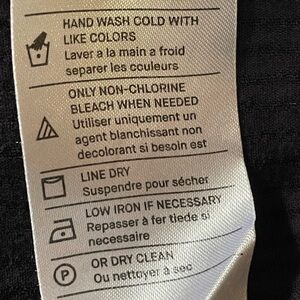 HAND WASH COLD WITH
LIKE COLORS
Laver a la main a froid
separer les couleurs
ONLY NON-CHLORINE
BLEACH WHEN NEEDED
Utiliser uniquement un
agent blanchissant non
decolorant si besoin est
LINE DRY
Suspendre pour sécher
LOW IRON IF NECESSARY
Repasser à fer tiede si
necessaire
P
OR DRY CLEAN
Ou nettoyer à sec